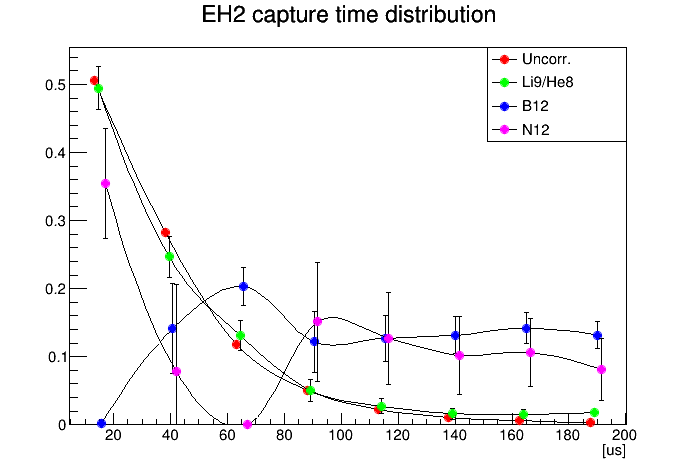 EH2 capture time distribution
Uncorr.
Li9/He8
B12
N12
0.5
0.4
0.3
0.2
0.1
0
20 40 60 80 100 120 140 160 180 200
[us]